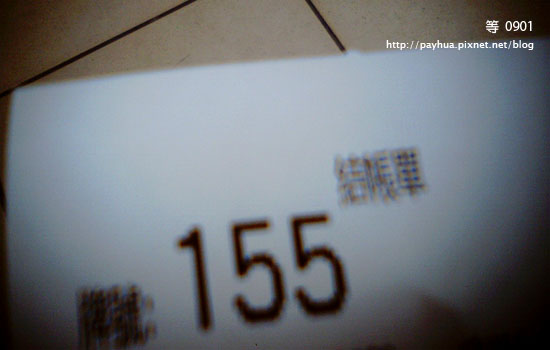 等 0901
http://payhua.pixnet.net/blog
結帳單
155